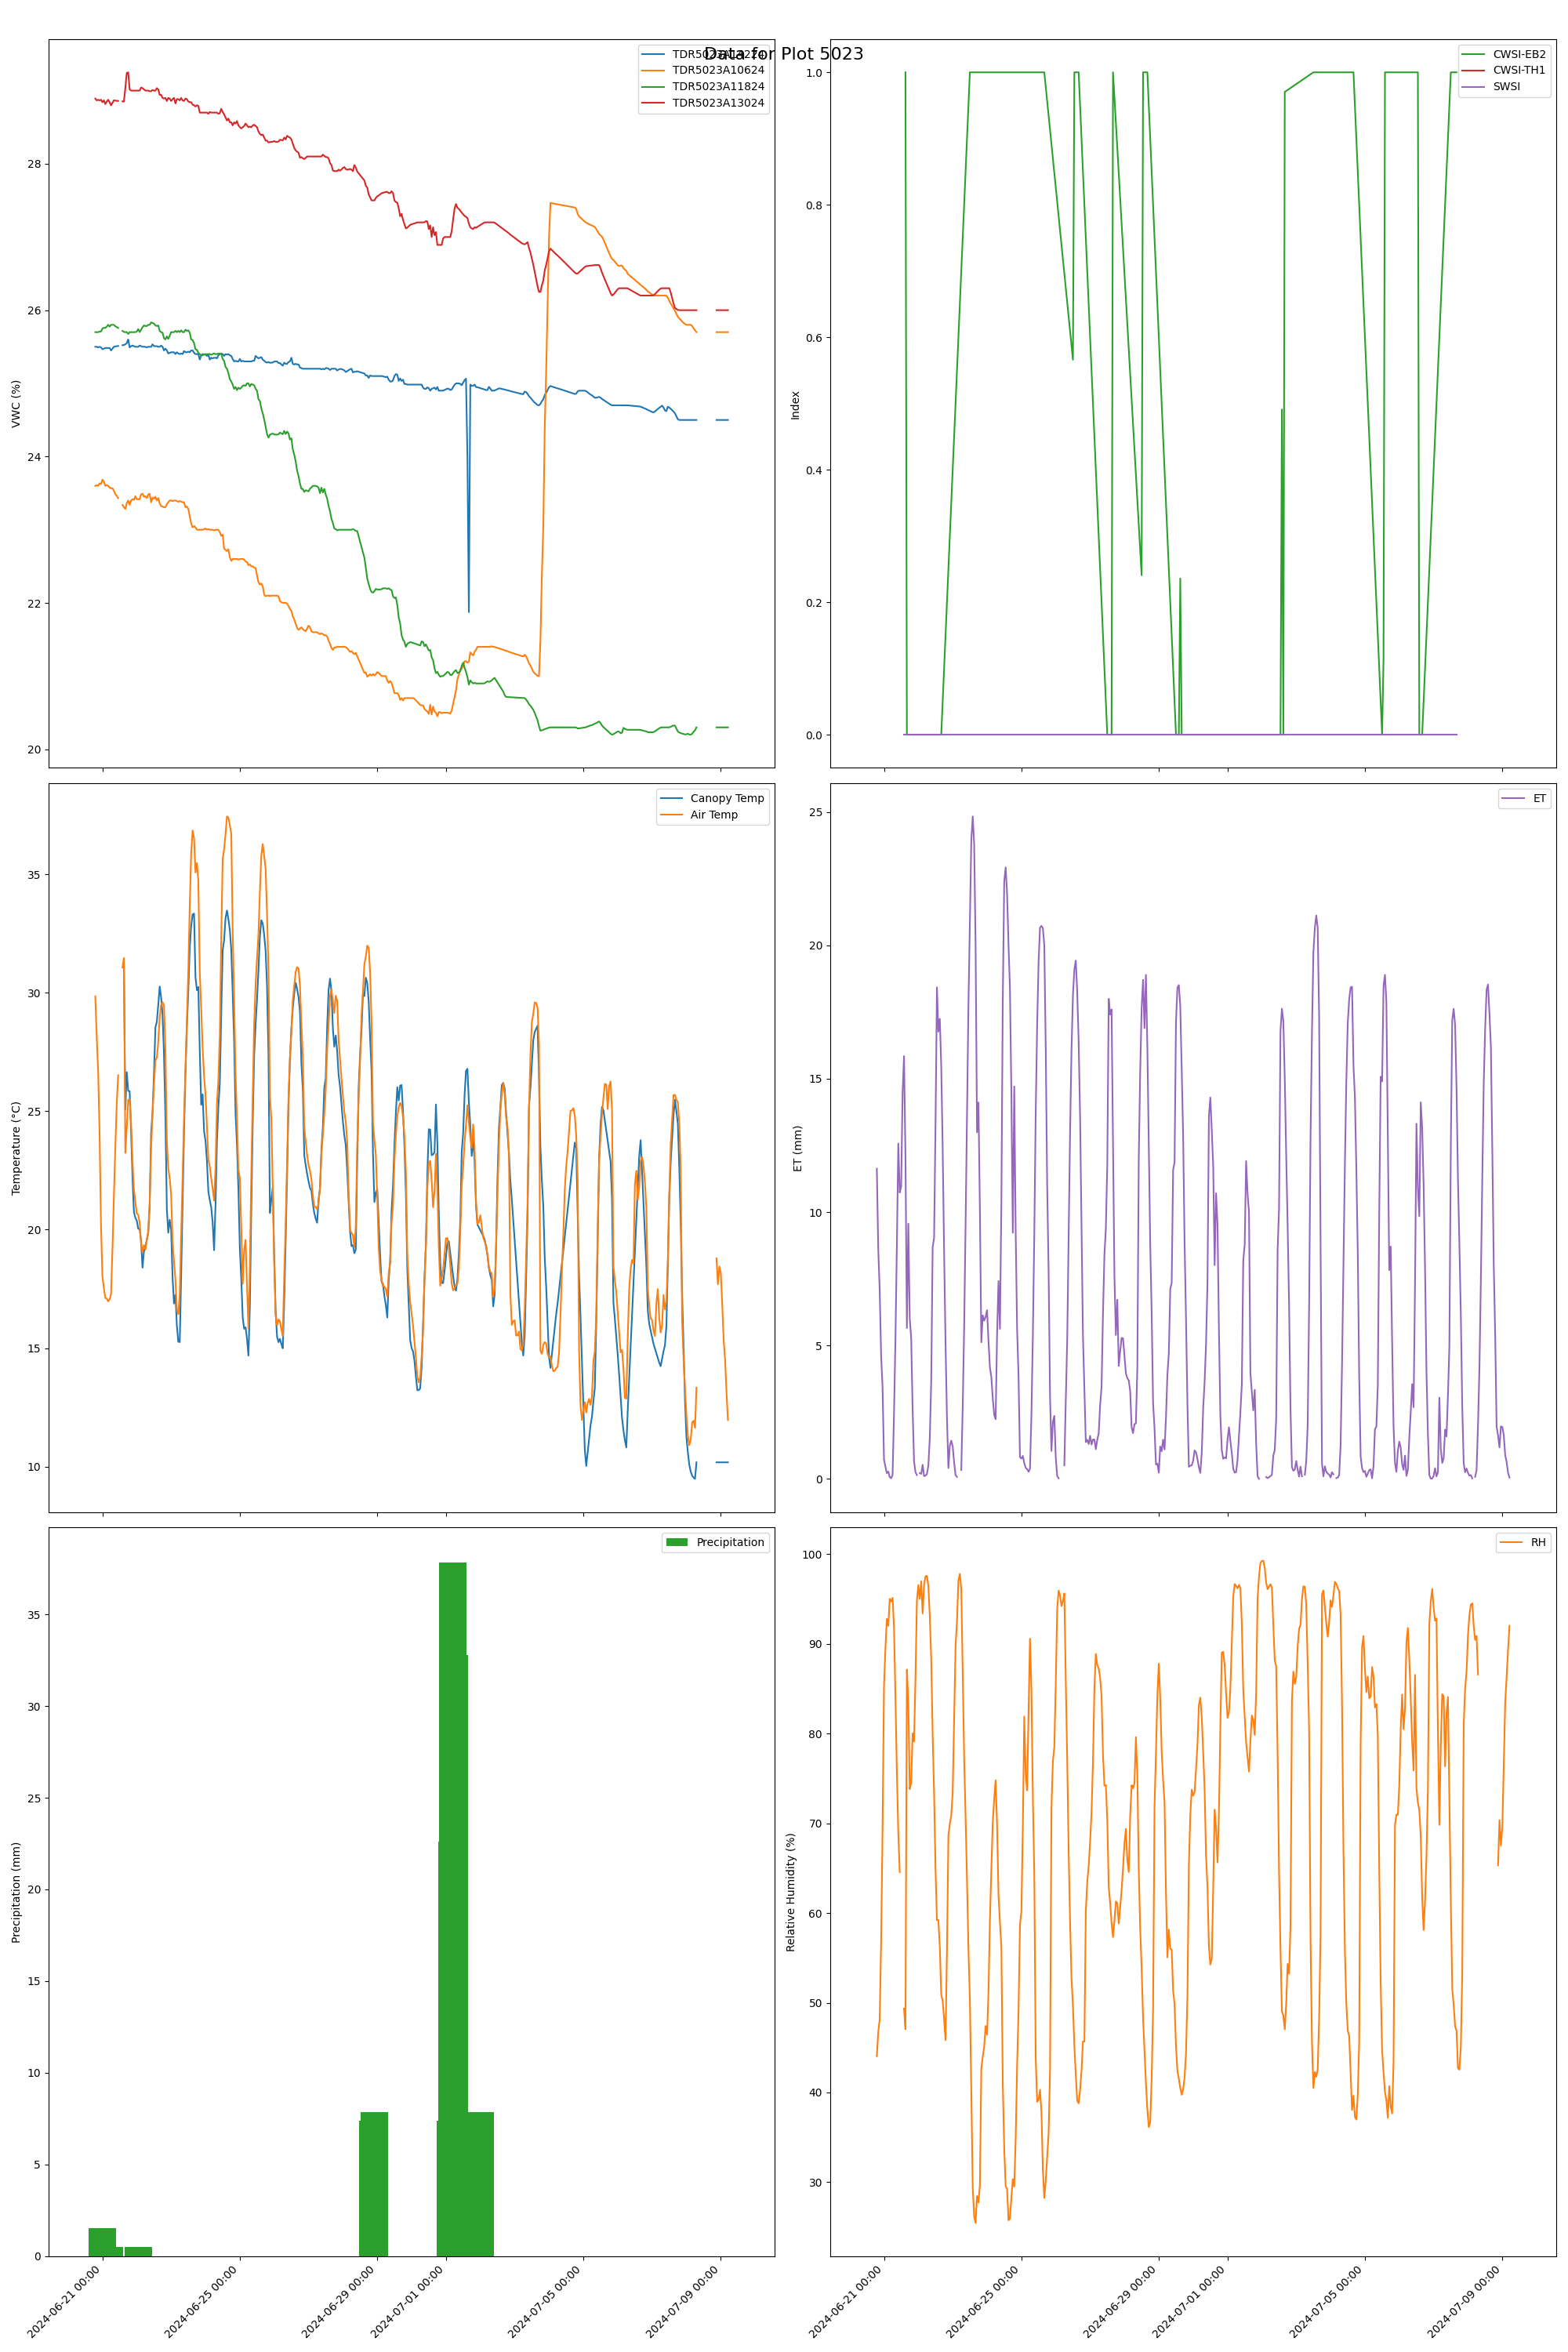 Data for Plot 5023
TDR5023A10624
TDR5023A11824
TDR5023A13024
28
26
24
22
20
VWC (%)
CWSI-EB2
CWSI-TH1
SWSI
1.0
0.8
0.6
0.4
0.2
0.0
Index
Canopy Temp
Air Temp
35
30
25
20
15
10
Temperature (°C)
ET
25
20
15
10
5
0
ET (mm)
Precipitation
35
30
25
20
15
10
5
0
Precipitation (mm)
2024-06-21 00:00
2024-06-25 00:00
2024-06-29 00:00
2024-07-01 00:00
2024-07-05 00:00
2024-07-09 00:00
RH
100
90
80
70
60
50
40
30
Relative Humidity (%)
2024-06-21 00:00
2024-06-25 00:00
2024-06-29 00:00
2024-07-01 00:00
2024-07-05 00:00
2024-07-09 00:00